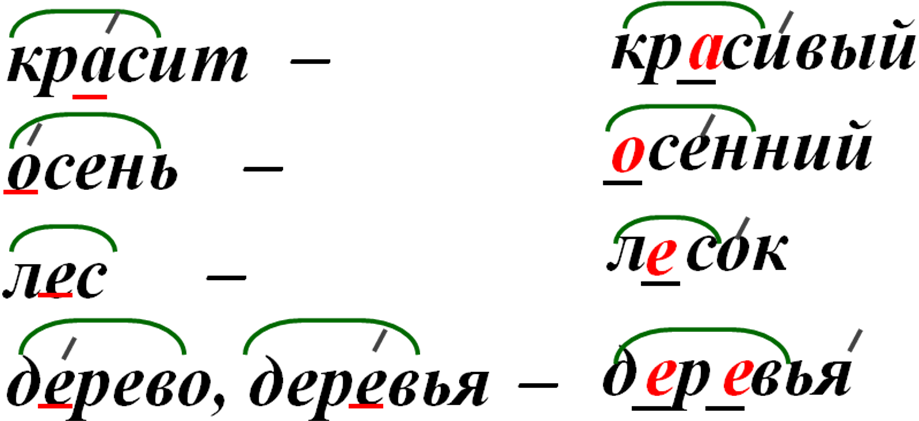 красит – красивый
осень – осенний
лес – лесок
дерево, деревья – деревья